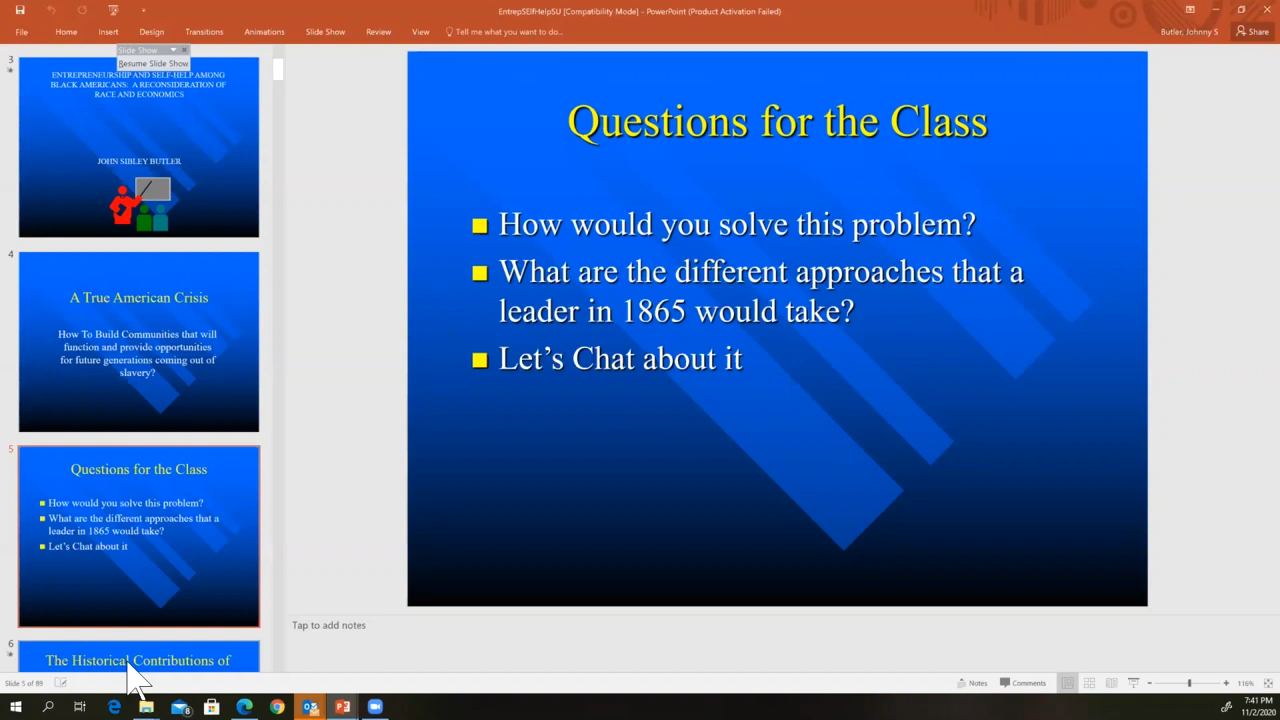 EntrepSElfHelpSU [Compatibility Mode] - PowerPoint (Product Activation Failed)
File Home Insert Design Transitions Animations Slide Show Review View Tell me what you want to do... Butler, Johnny S Share
Slide Show
Resume Slide Show
3
ENTREPRENEURSHIP AND SELF-HELP AMONG
BLACK AMERICANS: A RECONSIDERATION OF
RACE AND ECONOMICS
JOHN SIBLEY BUTLER
4
A True American Crisis
How To Build Communities that will
function and provide opportunities
for future generations coming out of
slavery?
5
Questions for the Class
How would you solve this problem?
What are the different approaches that a
leader in 1865 would take?
Let's Chat about it
6
The Historical Contributions of
Questions for the Class
How would you solve this problem?
What are the different approaches that a
leader in 1865 would take?
Let’s Chat about it
Tap to add notes
Slide 5 of 89 Notes Comments 116%
8
7:41 PM
11/2/2020